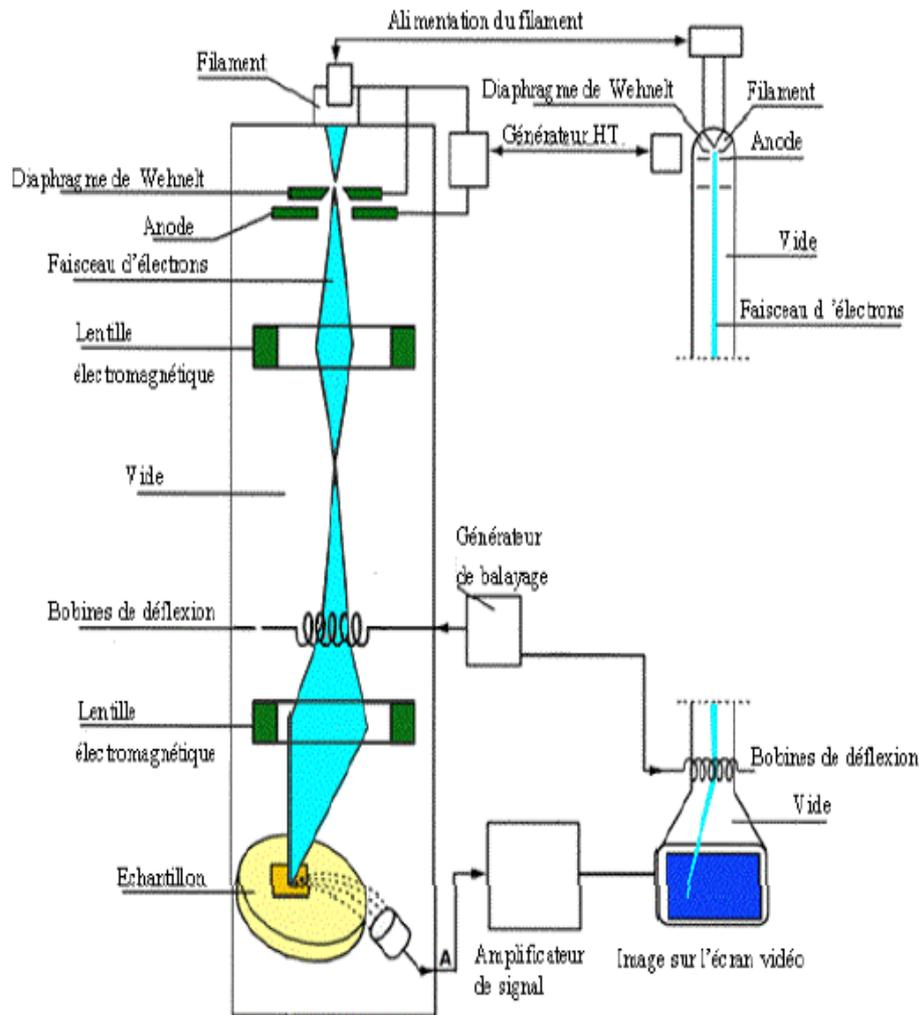 Alimentation du filament
Filament
Diaphragme de Wehnelt
Filament
Générateur HT
Anode
Diaphragme de Wehnelt
Anode
Vide
Faisceau d'électrons
Faisceau d'électrons
Lentille
électromagnétique
Vide
Générateur
de balayage
Bobines de déflexion
Lentille
électromagnétique
Bobines de déflexion
Vide
Echantillon
A
Amplificateur
de signal
Image sur l'écran vidéo